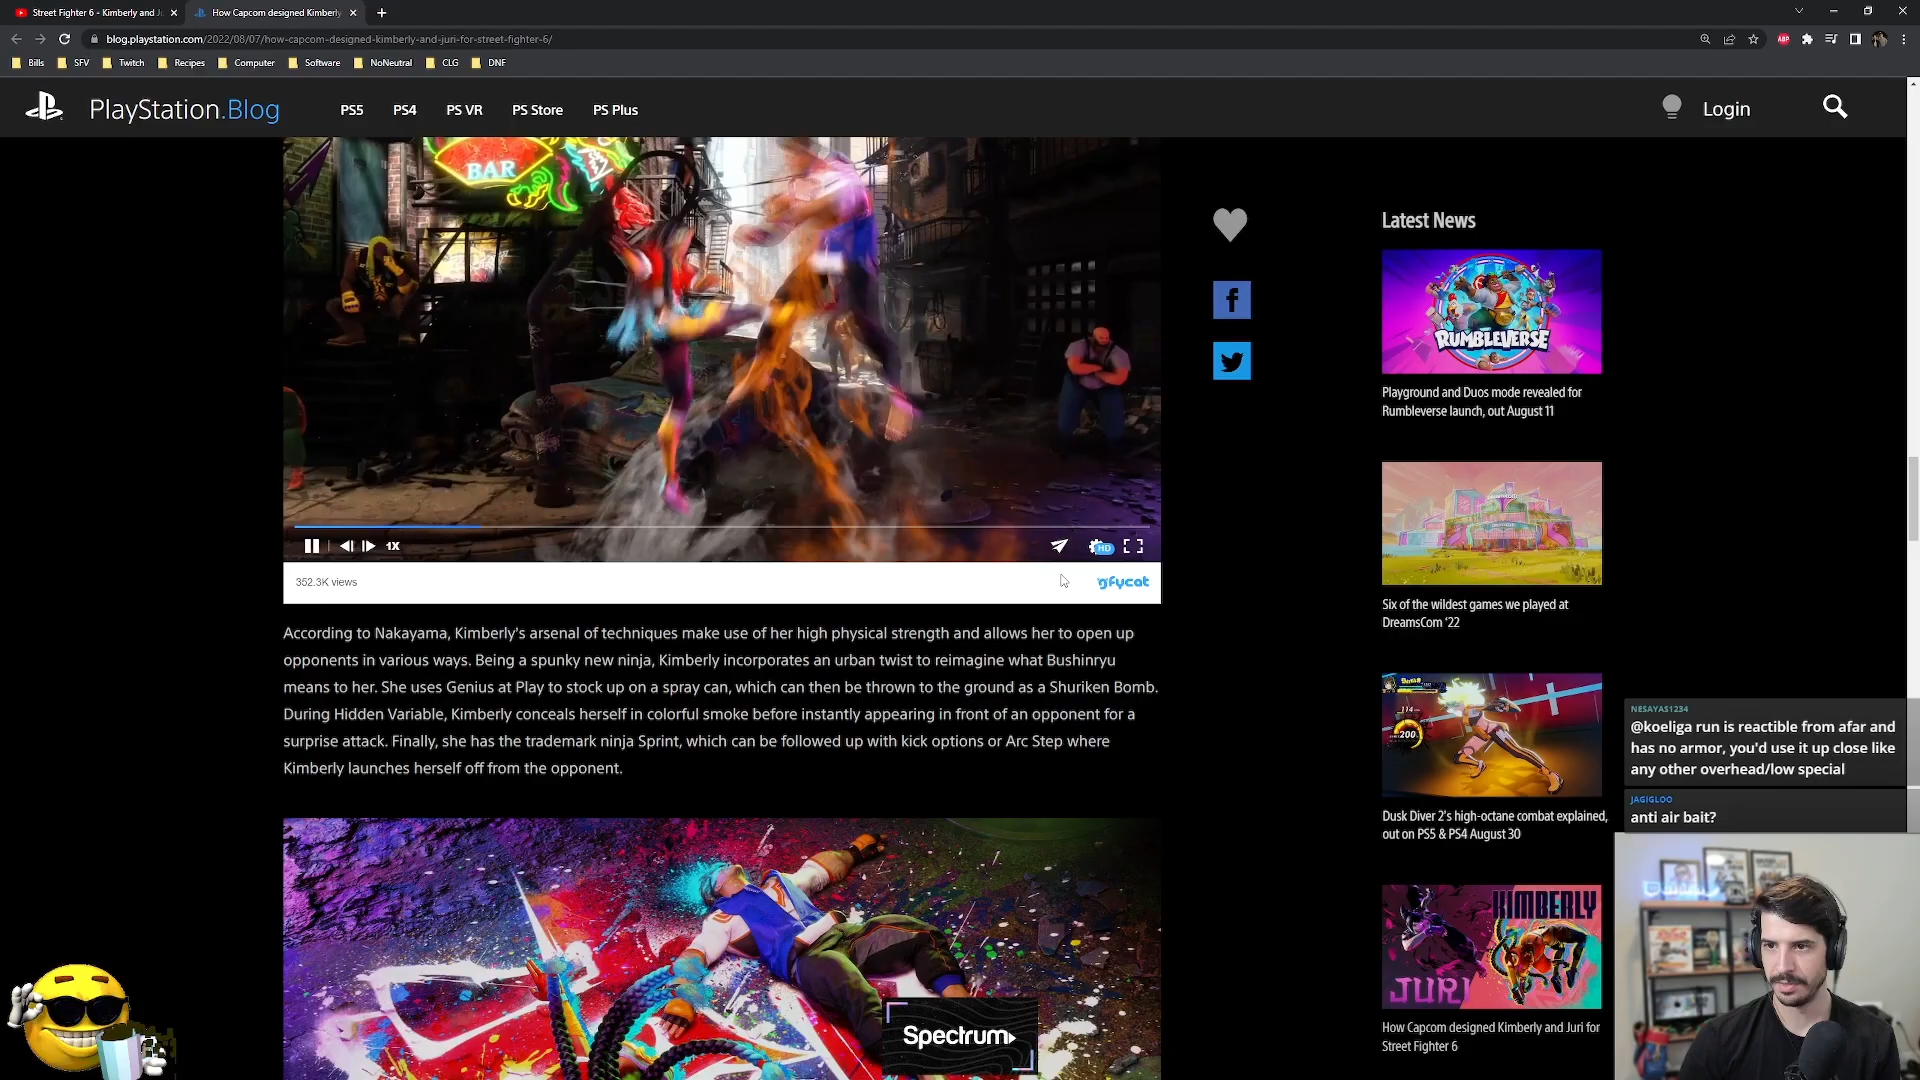 Street Fighter 6 - Kimberly and Ju
How Capcom designed Kimberly
blog.playstation.com/2022/08/07/how-capcom-designed-kimberly-and-juri-for-street-fighter-6/
ABP
Bills
SFV
Twitch
Recipes
Computer
Software
NoNeutral
CLG
DNF
PlayStation.Blog
PS5
PS4
PS VR
PS Store
PS Plus
Login
BAR
1X
HD
352.3K views
gfycat
According to Nakayama, Kimberly's arsenal of techniques make use of her high physical strength and allows her to open up
opponents in various ways. Being a spunky new ninja, Kimberly incorporates an urban twist to reimagine what Bushinryu
means to her. She uses Genius at Play to stock up on a spray can, which can then be thrown to the ground as a Shuriken Bomb.
During Hidden Variable, Kimberly conceals herself in colorful smoke before instantly appearing in front of an opponent for a
surprise attack. Finally, she has the trademark ninja Sprint, which can be followed up with kick options or Arc Step where
Kimberly launches herself off from the opponent.
Spectrum
Latest News
RUMBLEVERSE
Playground and Duos mode revealed for
Rumbleverse launch, out August 11
Six of the wildest games we played at
DreamsCom '22
114
200
Dusk Diver 2's high-octane combat explained,
out on PS5 & PS4 August 30
KIMBERLY
JURI
How Capcom designed Kimberly and Juri for
Street Fighter 6
NESAYAS1234
@koeliga run is reactible from afar and
has no armor, you'd use it up close like
any other overhead/low special
JAGIGLOO
anti air bait?